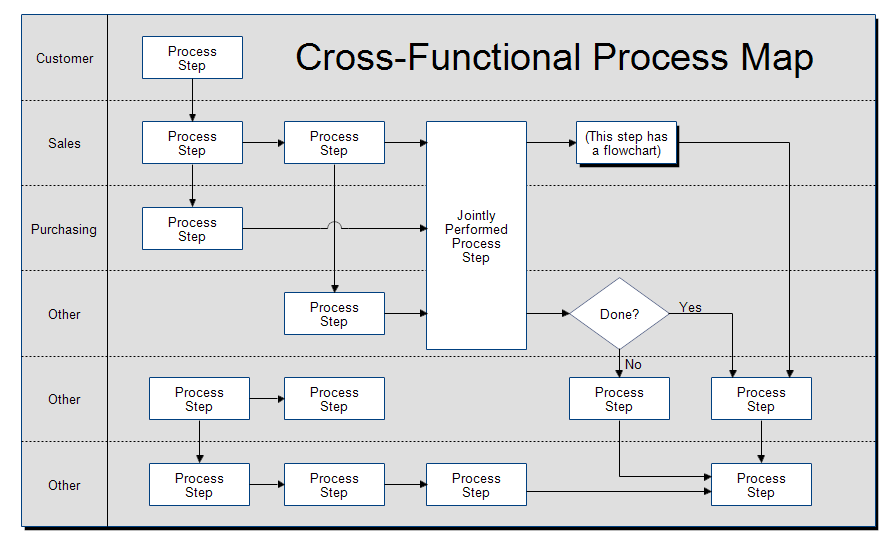 Cross-Functional Process Map
Customer
Process
Step
Sales
Process
Step
Process
Step
(This step has
a flowchart)
Purchasing
Process
Step
Jointly
Performed
Process
Step
Other
Process
Step
Done?
Yes
No
Other
Process
Step
Process
Step
Process
Step
Process
Step
Other
Process
Step
Process
Step
Process
Step
Process
Step